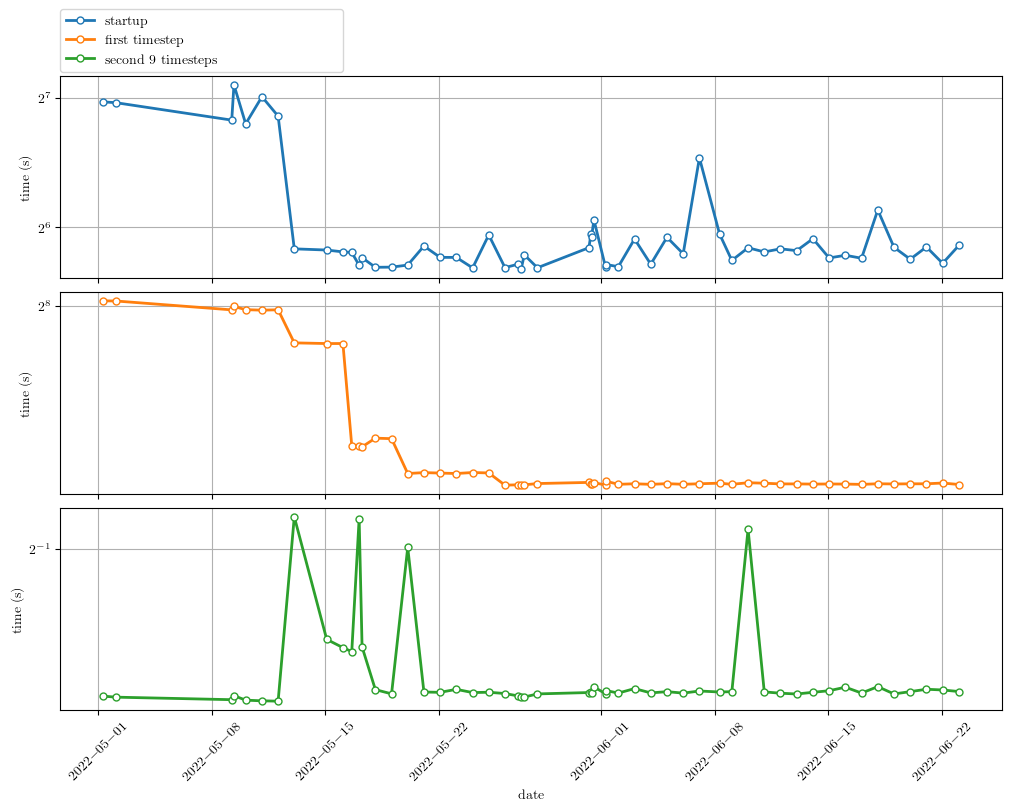 startup
first timestep
second 9 timesteps
2^7
2^6
time (s)
2^8
time (s)
2^−1
time (s)
2022−05−01
2022−05−08
2022−05−15
2022−05−22
2022−06−01
2022−06−08
2022−06−15
2022−06−22
date